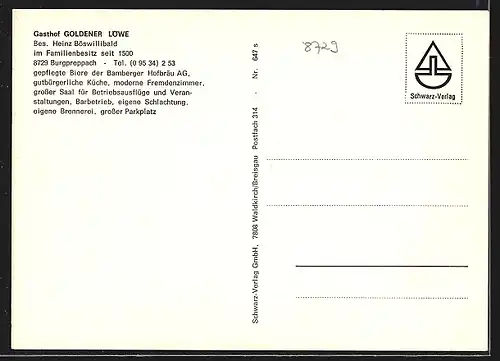 Gasthof GOLDENER LÖWE
Bes. Heinz Böswillibald
im Familienbesitz seit 1500
8729 Burgpreppach - Tel. (0 95 34) 2 53
gepflegte Biere der Bamberger Hofbräu AG,
gutbürgerliche Küche, moderne Fremdenzimmer,
großer Saal für Betriebsausflüge und Veran-
staltungen, Barbetrieb, eigene Schlachtung,
eigene Brennerei, großer Parkplatz
Schwarz-Verlag GmbH, 7808 Waldkirch/Breisgau Postfach 314 - Nr. 647 s
8729
Schwarz-Verlag